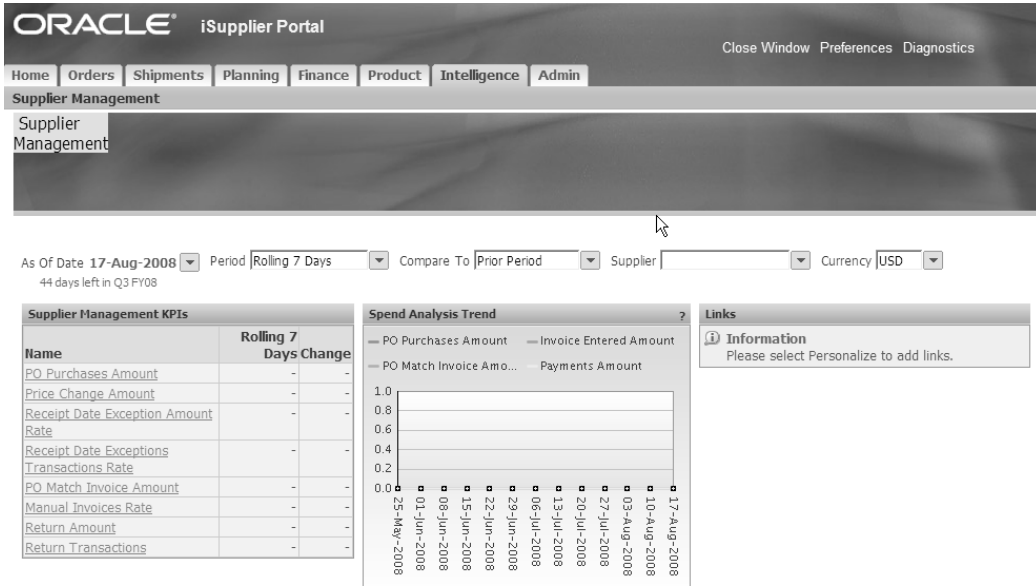 ORACLE iSupplier Portal
Close Window Preferences Diagnostics
Home Orders Shipments Planning Finance Product Intelligence Admin
Supplier Management
Supplier
Management
As Of Date 17-Aug-2008 Period Rolling 7 Days Compare To Prior Period Supplier Currency USD
44 days left in Q3 FY08
Supplier Management KPIs
Rolling 7
Name Days Change
PO Purchases Amount - -
Price Change Amount - -
Receipt Date Exception Amount - -
Rate
Receipt Date Exceptions - -
Transactions Rate
PO Match Invoice Amount - -
Manual Invoices Rate - -
Return Amount - -
Return Transactions - -
Spend Analysis Trend ?
PO Purchases Amount Invoice Entered Amount
PO Match Invoice Amo... Payments Amount
1.0
0.8
0.6
0.4
0.2
0.0
25-May-2008
01-Jun-2008
08-Jun-2008
15-Jun-2008
22-Jun-2008
29-Jun-2008
06-Jul-2008
13-Jul-2008
20-Jul-2008
27-Jul-2008
03-Aug-2008
10-Aug-2008
17-Aug-2008
Links
i Information
Please select Personalize to add links.